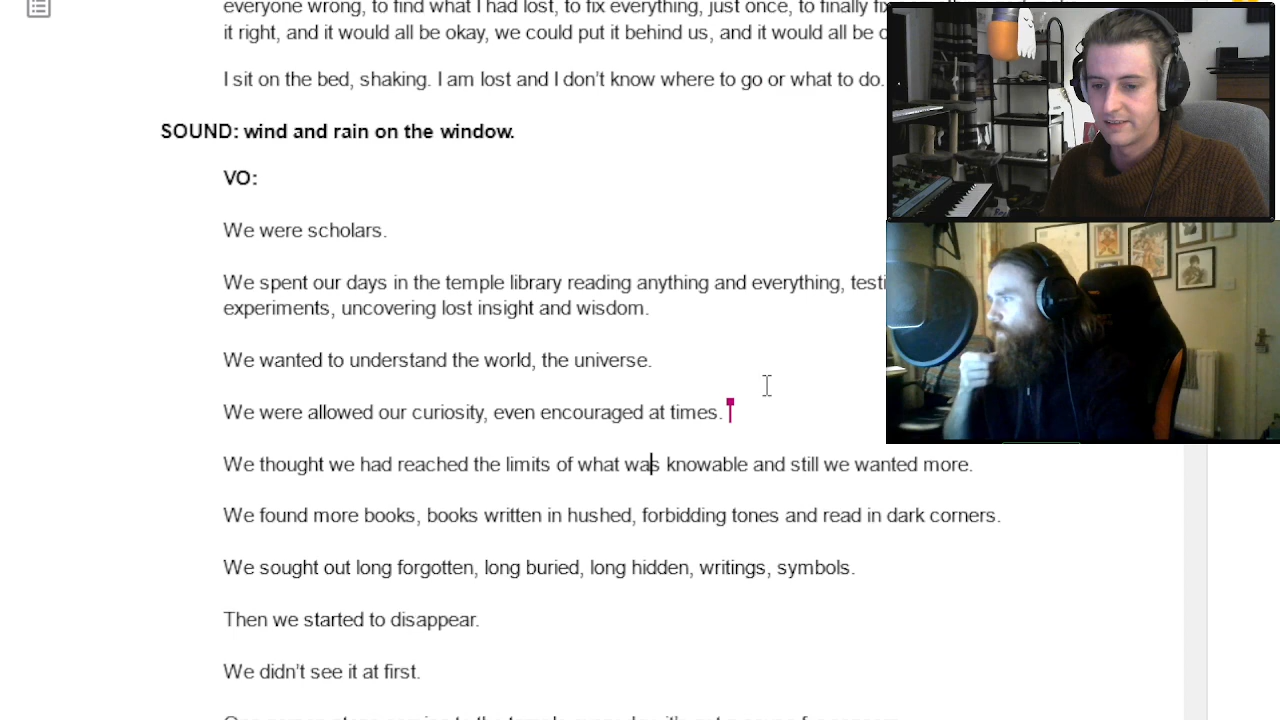 everyone wrong, to find what I had lost, to fix everything, just once, to finally fix
it right, and it would all be okay, we could put it behind us, and it would all be
I sit on the bed, shaking. I am lost and I don't know where to go or what to do.
SOUND: wind and rain on the window.
VO:
We were scholars.
We spent our days in the temple library reading anything and everything,
experiments, uncovering lost insight and wisdom.
We wanted to understand the world, the universe.
We were allowed our curiosity, even encouraged at times.
We thought we had reached the limits of what was knowable and still we wanted more.
We found more books, books written in hushed, forbidding tones and read in dark corners.
We sought out long forgotten, long buried, long hidden, writings, symbols.
Then we started to disappear.
We didn't see it at first.